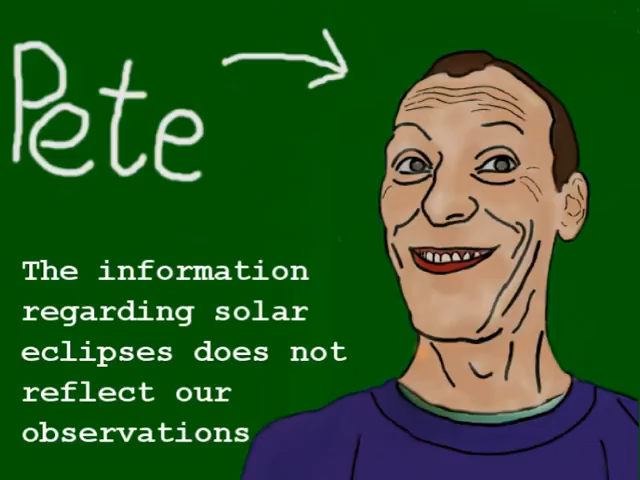 Pete
The information
regarding solar
eclipses does not
reflect our
observations